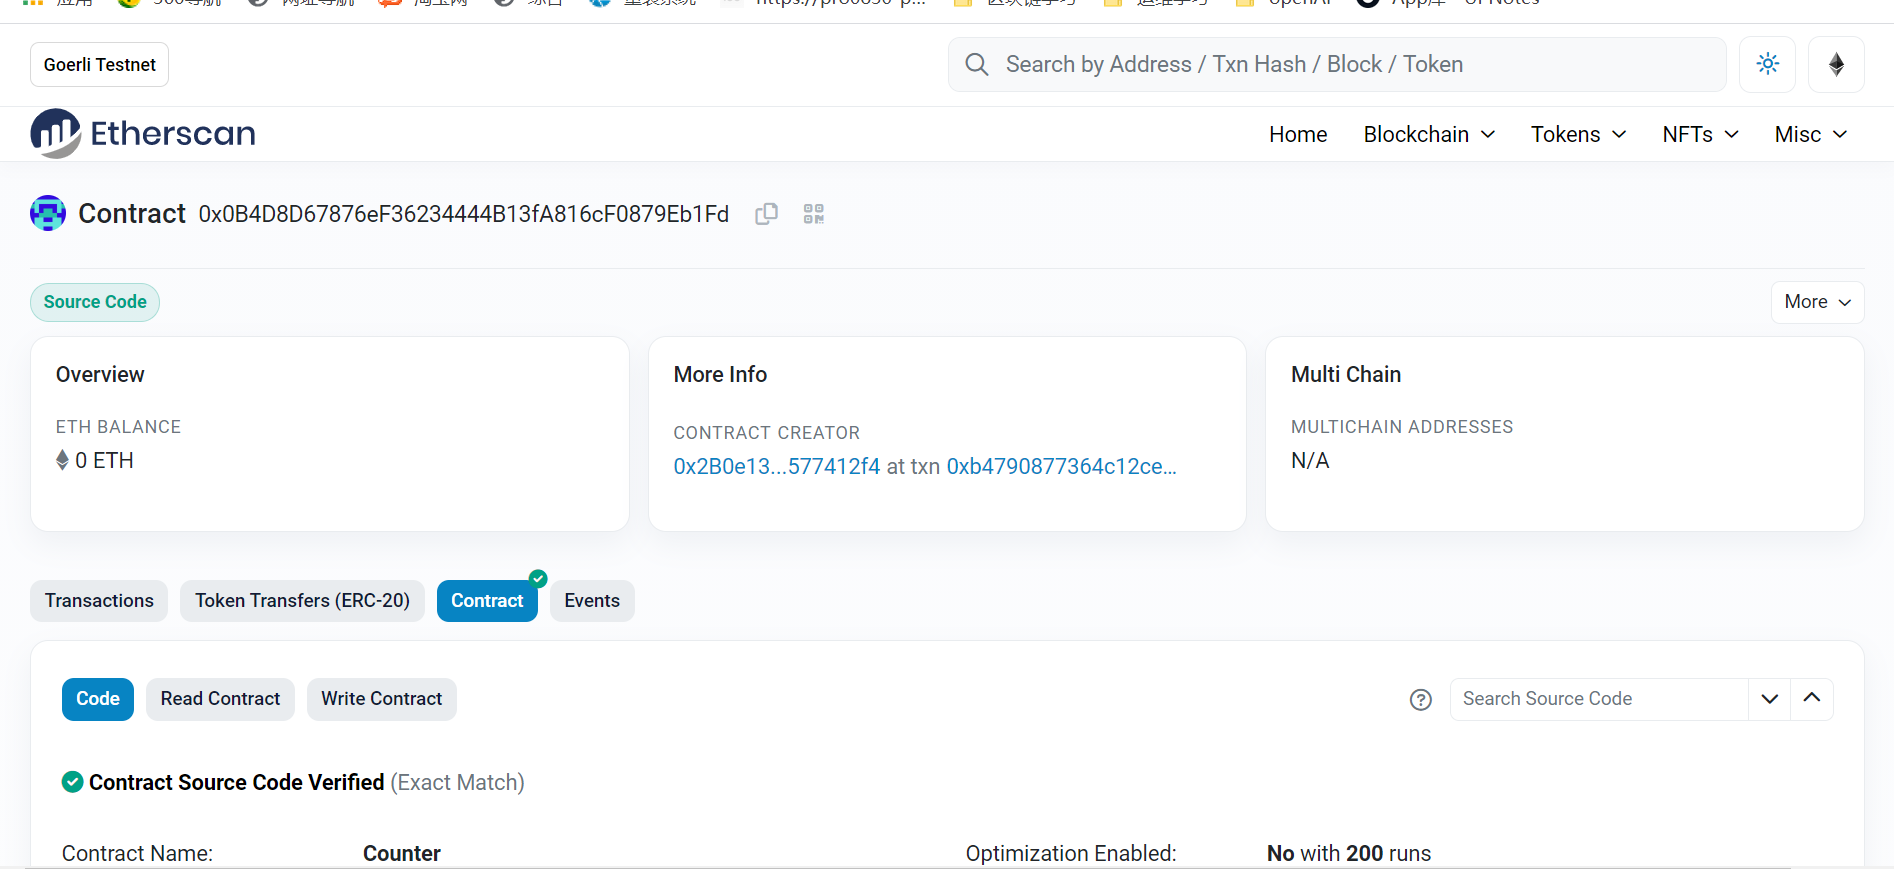 Goerli Testnet
Search by Address / Txn Hash / Block / Token
Etherscan
Home Blockchain Tokens NFTs Misc
Contract 0x0B4D8D67876eF36234444B13fA816cF0879Eb1Fd
Source Code
More
Overview
ETH BALANCE
0 ETH
More Info
CONTRACT CREATOR
0x2B0e13...577412f4 at txn 0xb4790877364c12ce...
Multi Chain
MULTICHAIN ADDRESSES
N/A
Transactions Token Transfers (ERC-20) Contract Events
Code Read Contract Write Contract
Search Source Code
Contract Source Code Verified (Exact Match)
Contract Name: Counter
Optimization Enabled: No with 200 runs